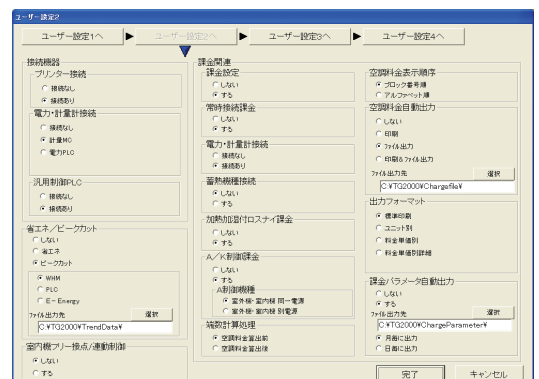 ユーザー設定2
ユーザー設定1へ
ユーザー設定2へ
ユーザー設定3へ
ユーザー設定4へ
接続機器
プリンター接続
接続なし
接続あり
電力・計量計接続
接続なし
計量MC
電力PLC
汎用制御PLC
接続なし
接続あり
省エネ/ピークカット
しない
省エネ
ピークカット
WHM
PLC
E-Energy
ファイル出力先
選択
C:¥TG2000¥TrendData¥
室内機フリー接点/連動制御
しない
する
課金関連
課金設定
しない
する
常時接続課金
しない
する
電力・計量計接続
接続なし
接続あり
蓄熱機種接続
しない
する
加熱加湿付ロスナイ課金
しない
する
A/K制御課金
しない
する
A制御機種
室外機・室内機 同一電源
室外機・室内機 別電源
端数計算処理
空調料金算出前
空調料金算出後
空調料金表示順序
ブロック番号順
アルファベット順
空調料金自動出力
しない
印刷
ファイル出力
印刷&ファイル出力
ファイル出力先
選択
C:¥TG2000¥Chargefile¥
出力フォーマット
標準印刷
ユニット別
料金単価別
料金単価別詳細
課金パラメータ自動出力
しない
する
ファイル出力先
選択
C:¥TG2000¥ChargeParameter¥
月毎に出力
日毎に出力
完了
キャンセル